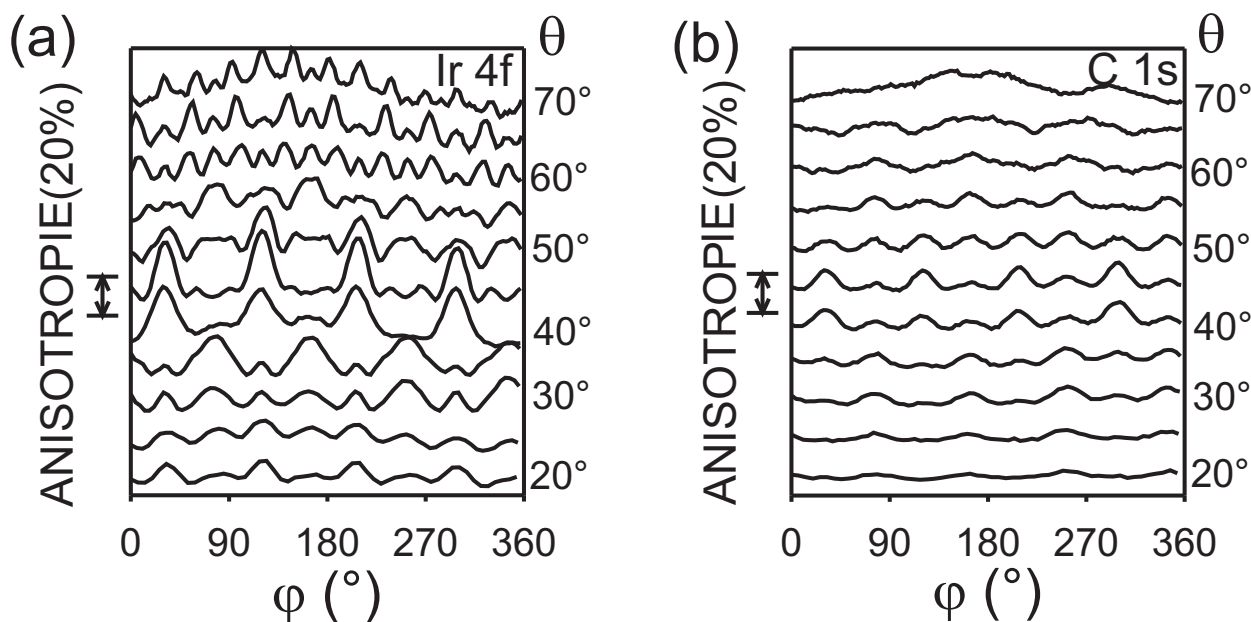 (a)
θ
Ir 4f
70°
60°
50°
40°
30°
20°
ANISOTROPIE(20%)
0 90 180 270 360
φ (°)
(b)
θ
C 1s
70°
60°
50°
40°
30°
20°
ANISOTROPIE(20%)
0 90 180 270 360
φ (°)